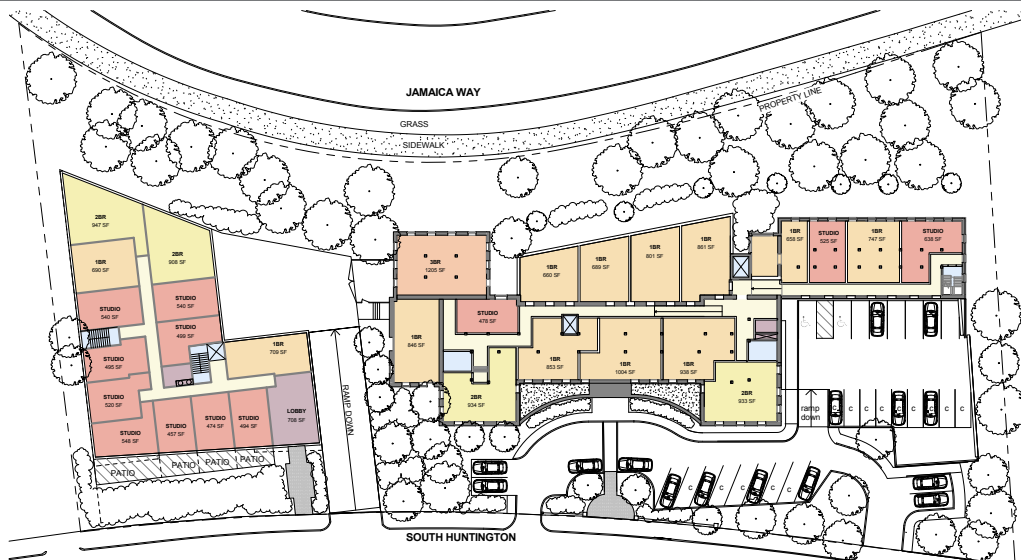 JAMAICA WAY
GRASS
SIDEWALK
PROPERTY LINE
2BR
947 SF
2BR
908 SF
1BR
690 SF
STUDIO
540 SF
STUDIO
540 SF
STUDIO
499 SF
STUDIO
495 SF
STUDIO
520 SF
STUDIO
548 SF
STUDIO
457 SF
STUDIO
474 SF
STUDIO
494 SF
1BR
709 SF
LOBBY
708 SF
PATIO
PATIO
PATIO
PATIO
RAMP DOWN
3BR
1205 SF
1BR
846 SF
STUDIO
478 SF
2BR
934 SF
1BR
660 SF
1BR
689 SF
1BR
801 SF
1BR
861 SF
1BR
853 SF
1BR
1004 SF
1BR
938 SF
2BR
933 SF
1BR
658 SF
STUDIO
525 SF
1BR
747 SF
STUDIO
638 SF
ramp
down
C
C
C
C
C
C
C
C
C
C
C
SOUTH HUNTINGTON